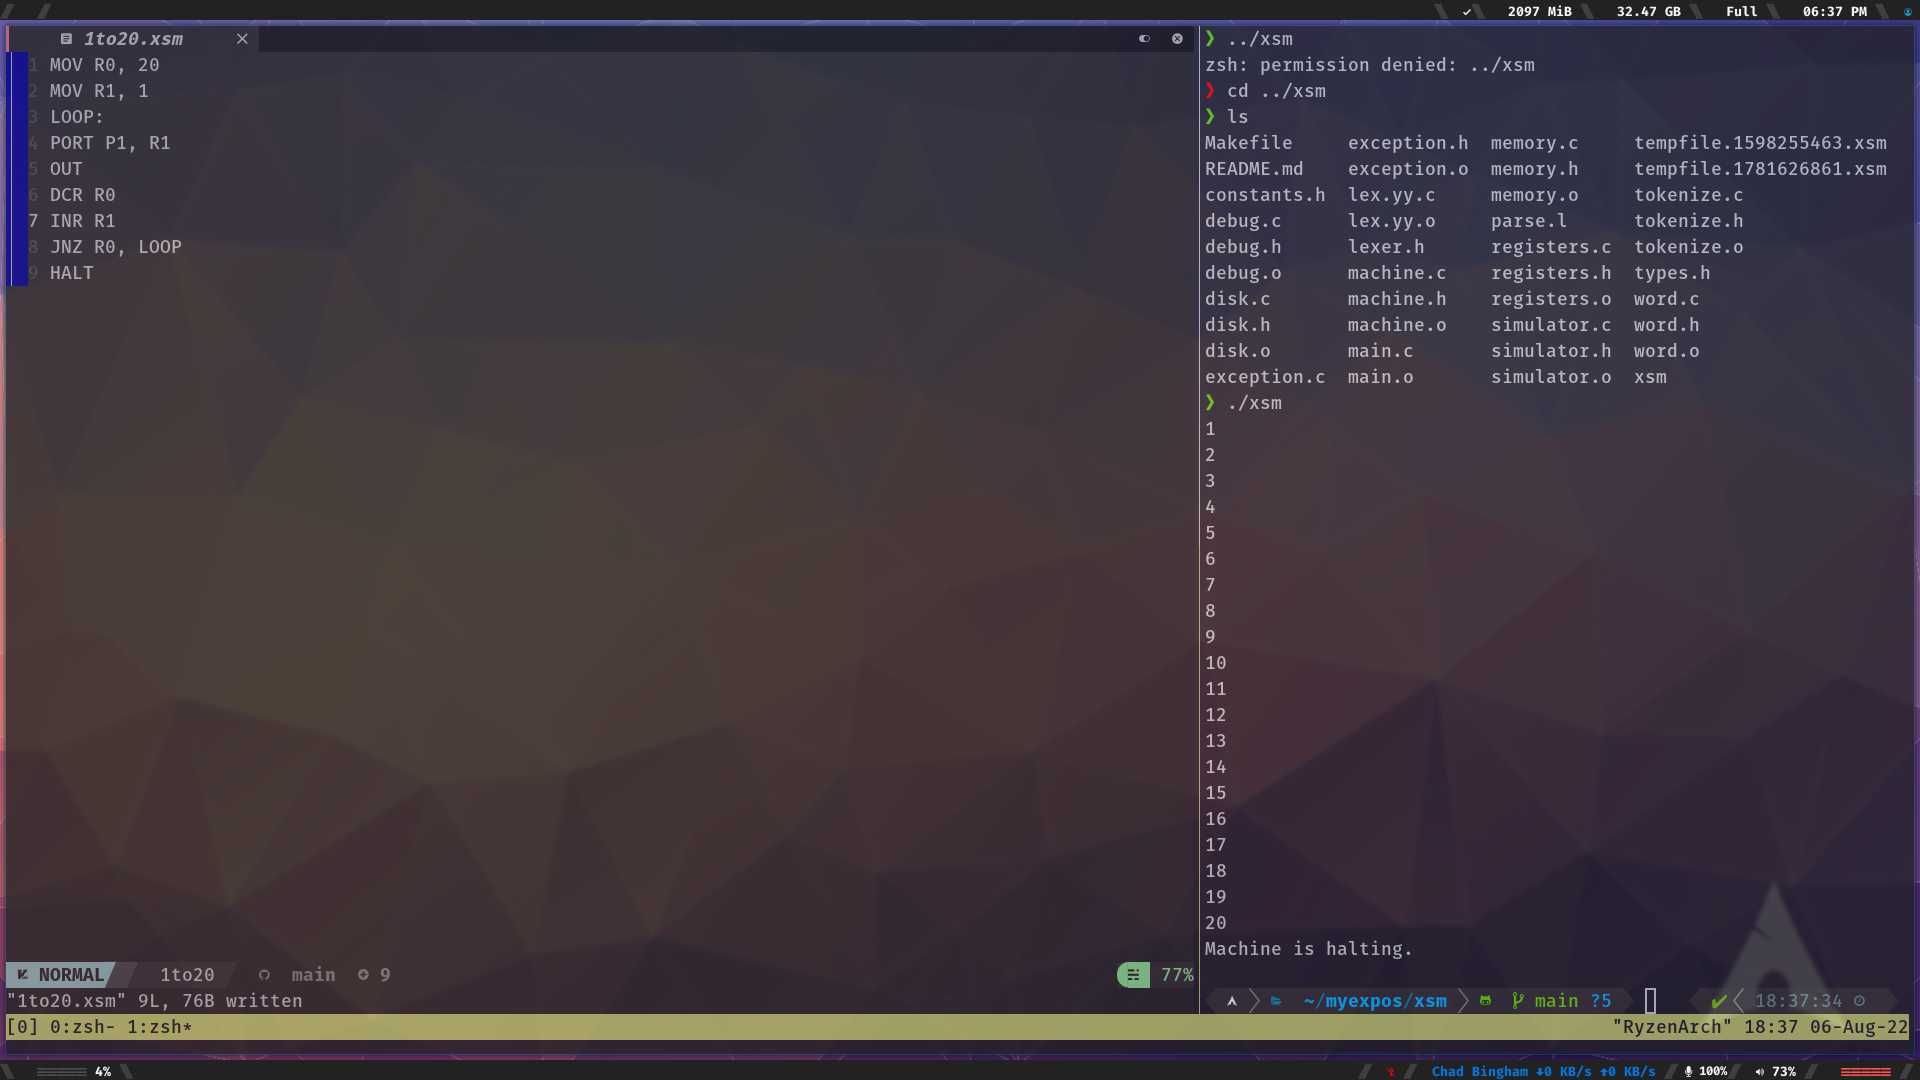 2097 MiB 32.47 GB Full 06:37 PM
1to20.xsm
1 MOV R0, 20
2 MOV R1, 1
3 LOOP:
4 PORT P1, R1
5 OUT
6 DCR R0
7 INR R1
8 JNZ R0, LOOP
9 HALT
NORMAL 1to20 main 9 77%
"1to20.xsm" 9L, 76B written
❯ ../xsm
zsh: permission denied: ../xsm
❯ cd ../xsm
❯ ls
Makefile exception.h memory.c tempfile.1598255463.xsm
README.md exception.o memory.h tempfile.1781626861.xsm
constants.h lex.yy.c memory.o tokenize.c
debug.c lex.yy.o parse.l tokenize.h
debug.h lexer.h registers.c tokenize.o
debug.o machine.c registers.h types.h
disk.c machine.h registers.o word.c
disk.h machine.o simulator.c word.h
disk.o main.c simulator.h word.o
exception.c main.o simulator.o xsm
❯ ./xsm
1
2
3
4
5
6
7
8
9
10
11
12
13
14
15
16
17
18
19
20
Machine is halting.
~/myexpos/xsm main ?5 18:37:34
[0] 0:zsh- 1:zsh* "RyzenArch" 18:37 06-Aug-22
4% Chad Bingham ⬇0 KB/s ⬆0 KB/s 100% 73%